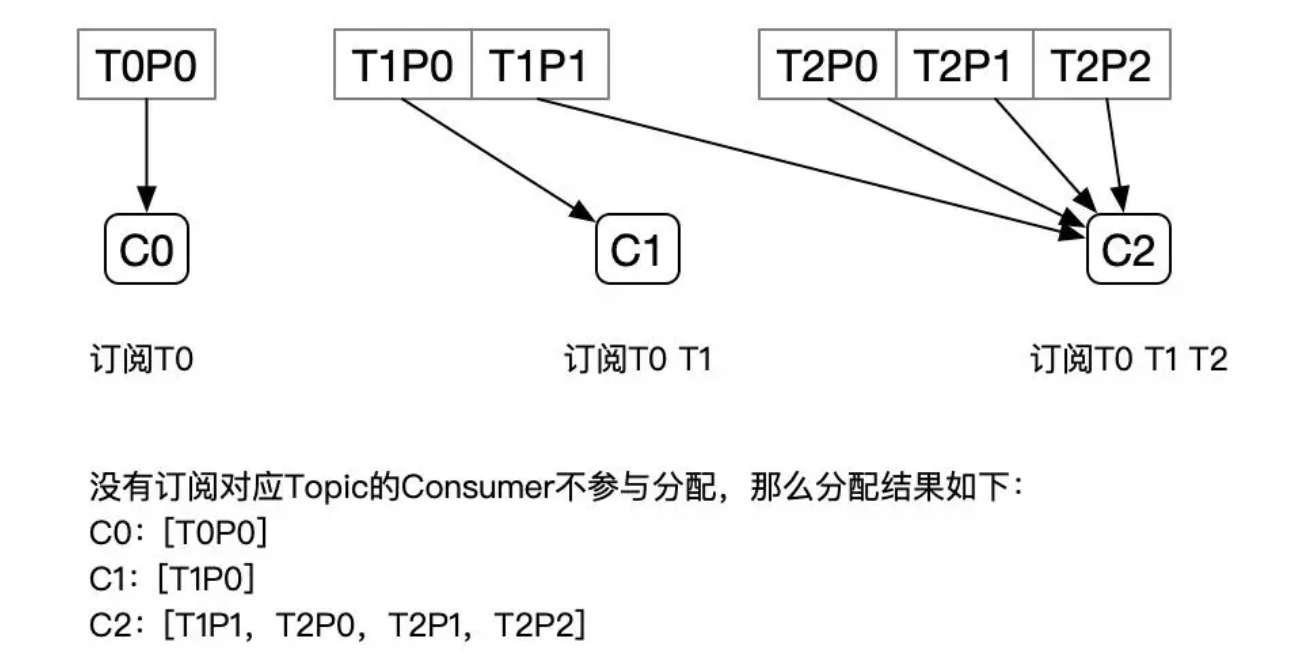 T0P0 T1P0 T1P1 T2P0 T2P1 T2P2
C0 C1 C2
订阅T0 订阅T0 T1 订阅T0 T1 T2
没有订阅对应Topic的Consumer不参与分配，那么分配结果如下：
C0：[T0P0]
C1：[T1P0]
C2：[T1P1，T2P0，T2P1，T2P2]